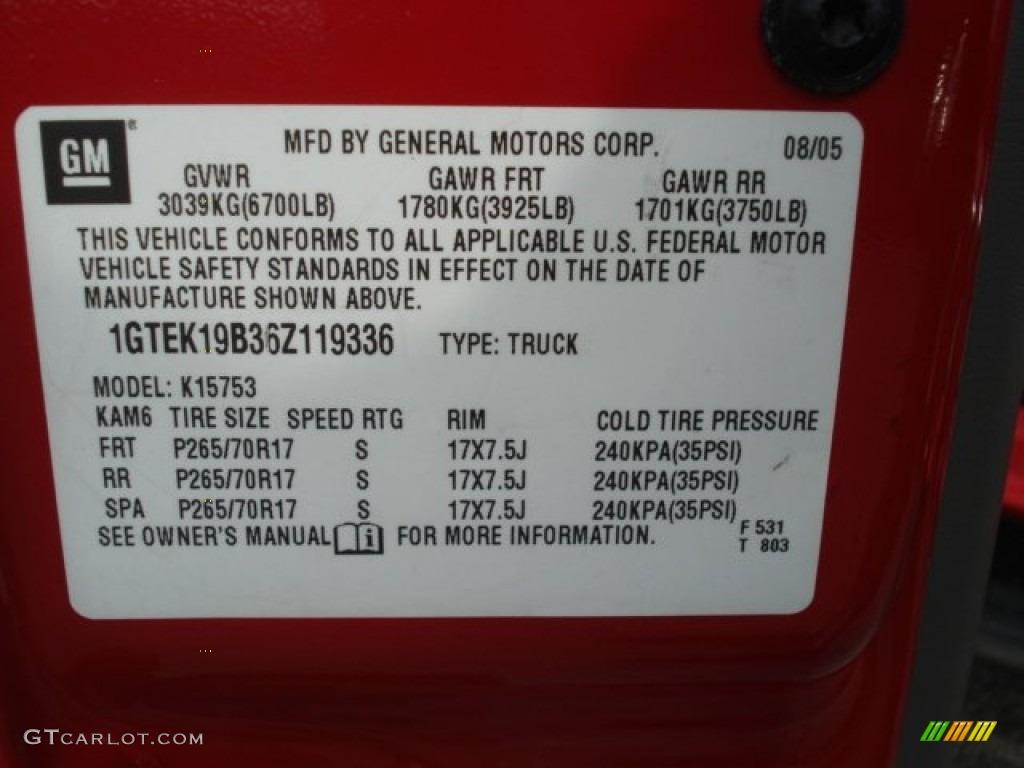 GM®
MFD BY GENERAL MOTORS CORP. 08/05
GVWR GAWR FRT GAWR RR
3039KG(6700LB) 1780KG(3925LB) 1701KG(3750LB)
THIS VEHICLE CONFORMS TO ALL APPLICABLE U.S. FEDERAL MOTOR
VEHICLE SAFETY STANDARDS IN EFFECT ON THE DATE OF
MANUFACTURE SHOWN ABOVE.
1GTEK19B36Z119336 TYPE: TRUCK
MODEL: K15753
KAM6 TIRE SIZE SPEED RTG RIM COLD TIRE PRESSURE
FRT P265/70R17 S 17X7.5J 240KPA(35PSI)
RR P265/70R17 S 17X7.5J 240KPA(35PSI)
SPA P265/70R17 S 17X7.5J 240KPA(35PSI)
SEE OWNER'S MANUAL i FOR MORE INFORMATION.
F 531
T 803
GTCARLOT.COM